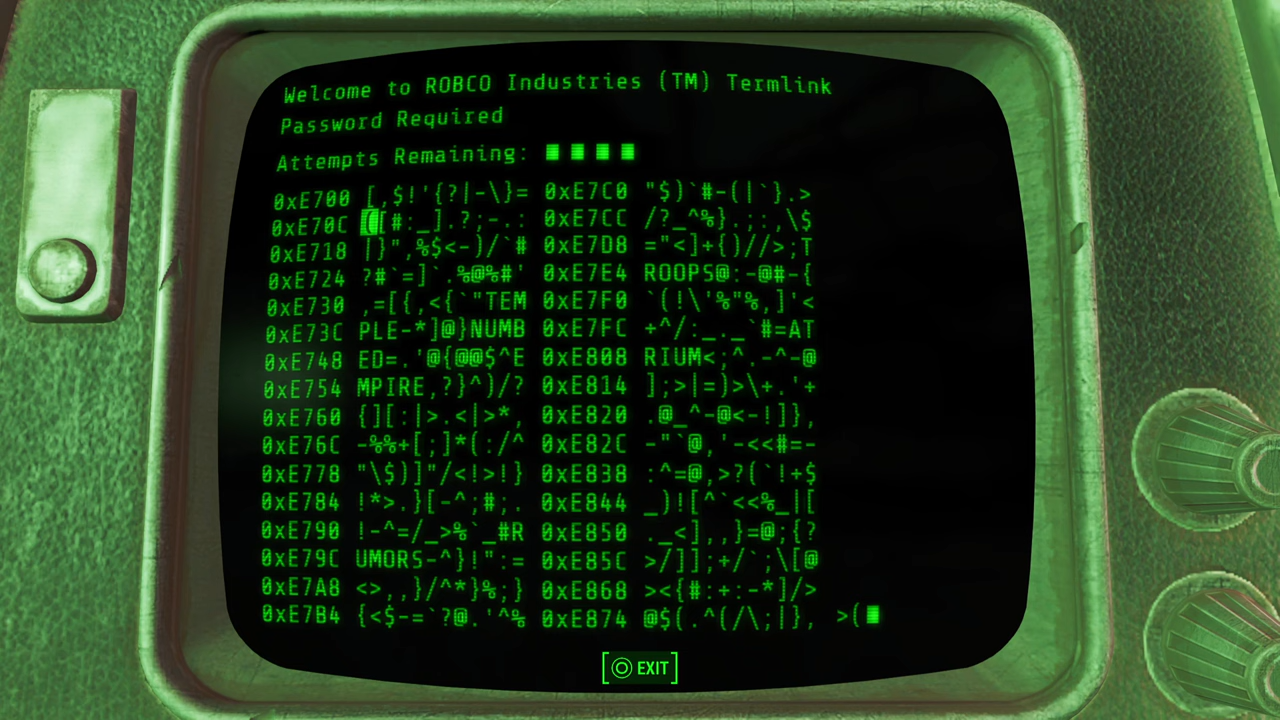 Welcome to ROBCO Industries (TM) Termlink
Password Required
Attempts Remaining: ■ ■ ■ ■
0xE700 [,$!'{?|-\}= 0xE7C0 "$)`#-(|`}.>
0xE70C ([#:_].?;-.: 0xE7CC /?_^%}.;:,\$
0xE718 |}",%$<-)/`# 0xE7D8 ="<]+{)//>;T
0xE724 ?#`=]`.%@%#' 0xE7E4 ROOPS@:-@#-{
0xE730 ,=[{,<{`"TEM 0xE7F0 `(!\'%"%,]'<
0xE73C PLE-*]@}NUMB 0xE7FC +^/:_._`#=AT
0xE748 ED=.'@{@@$^E 0xE808 RIUM<;^.-^-@
0xE754 MPIRE,?}^)/? 0xE814 ];>|=)>\+.'+
0xE760 {][:|>.<|>*, 0xE820 .@_^-@<-!]},
0xE76C -%%+[;]*(:/^ 0xE82C -"`@,'-<<#=-
0xE778 "\$)]"/<!>!} 0xE838 :^=@,>?(`!+$
0xE784 !*>.}[-^;#;. 0xE844 _)![^`<<%_|[
0xE790 !-^=/_>%`_#R 0xE850 ._<],,}=@;{?
0xE79C UMORS-^}!":= 0xE85C >/]];+/`;\[@
0xE7A8 <>,,}/^*}%;} 0xE868 ><{#:+:-*]/>
0xE7B4 {<$-=`?@.'^% 0xE874 @$(.^(/\;|}, >(■
EXIT